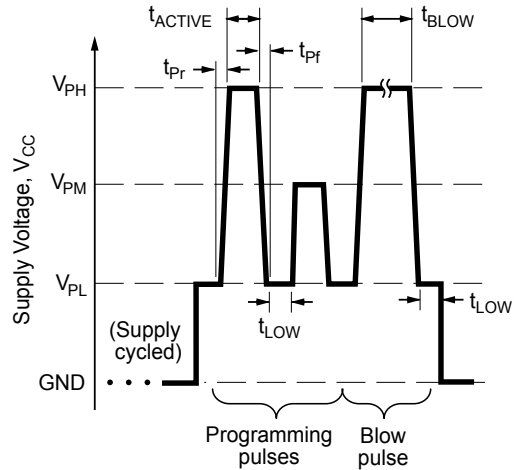 tACTIVE
tBLOW
tPr
tPf
VPH
VPM
VPL
GND
Supply Voltage, VCC
(Supply
cycled)
tLOW
tLOW
Programming
pulses
Blow
pulse